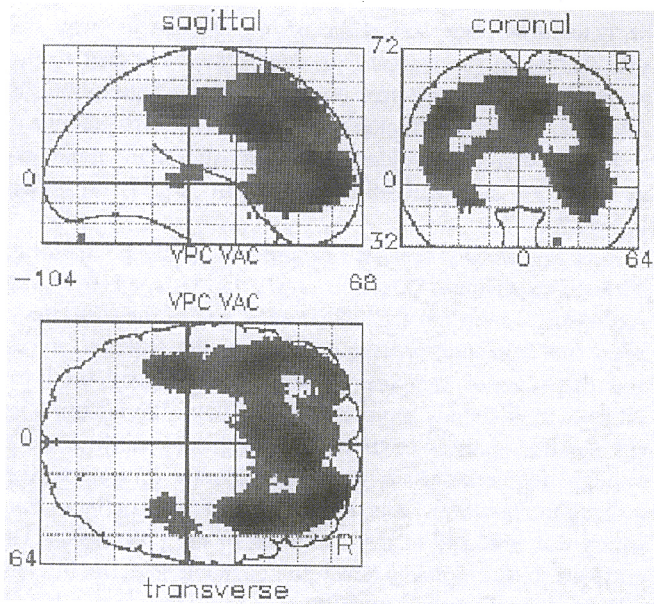 sagittal
coronal
72
R
0
0
32
VPC VAC
0
64
-104
68
VPC VAC
0
64
R
transverse